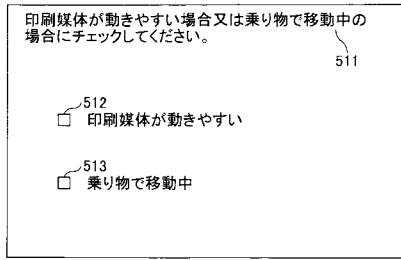 印刷媒体が動きやすい場合又は乗り物で移動中の
場合にチェックしてください。
511
512
□ 印刷媒体が動きやすい
513
□ 乗り物で移動中